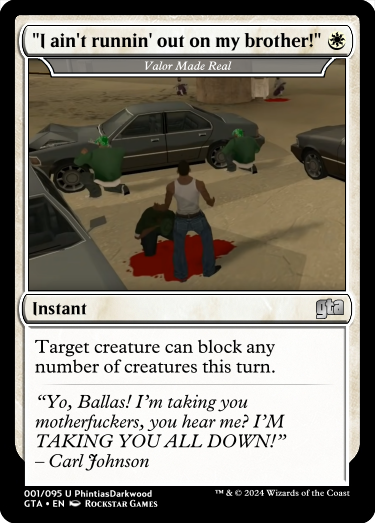 "I ain't runnin' out on my brother!"
Valor Made Real
Instant
gta
Target creature can block any
number of creatures this turn.
“Yo, Ballas! I’m taking you
motherfuckers, you hear me? I’M
TAKING YOU ALL DOWN!”
– Carl Johnson
001/095 U PhintiasDarkwood
GTA • EN ROCKSTAR GAMES
™ & © 2024 Wizards of the Coast